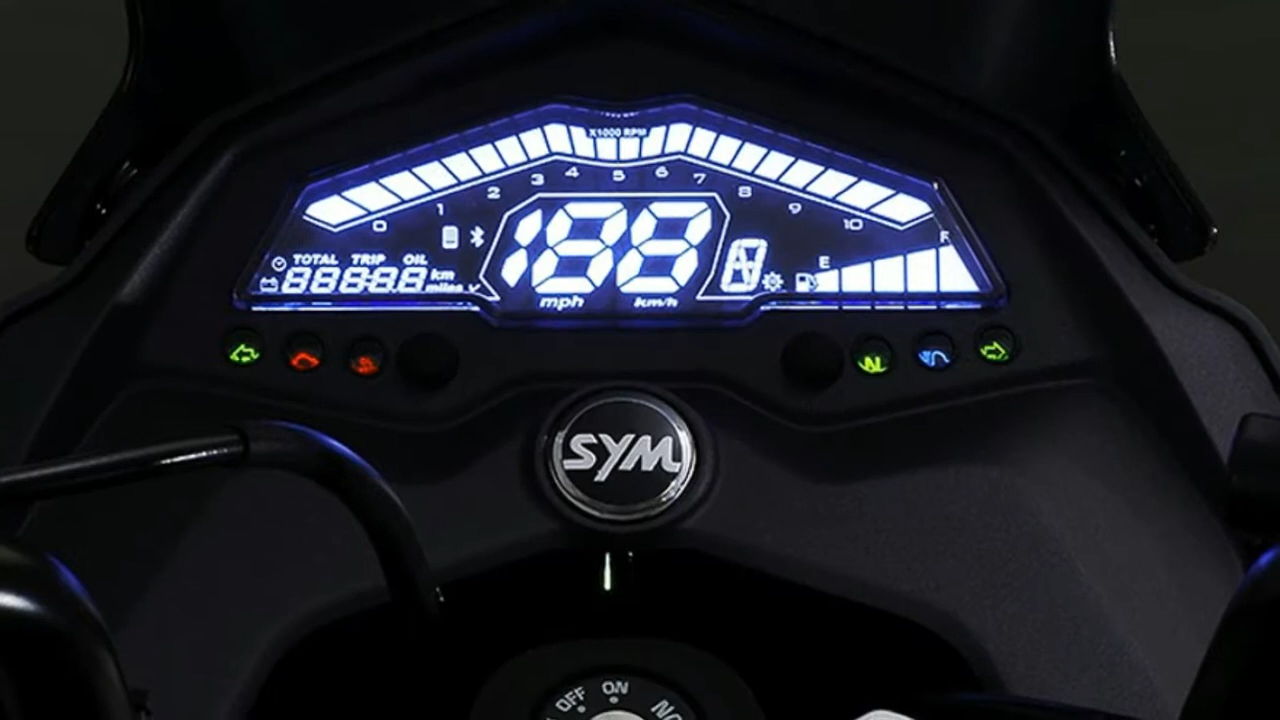 X1000 RPM
0 1 2 3 4 5 6 7 8 9 10
TOTAL TRIP OIL
88888.8 km
miles
188
mph km/h
8
E F
N
SYM
OFF ON